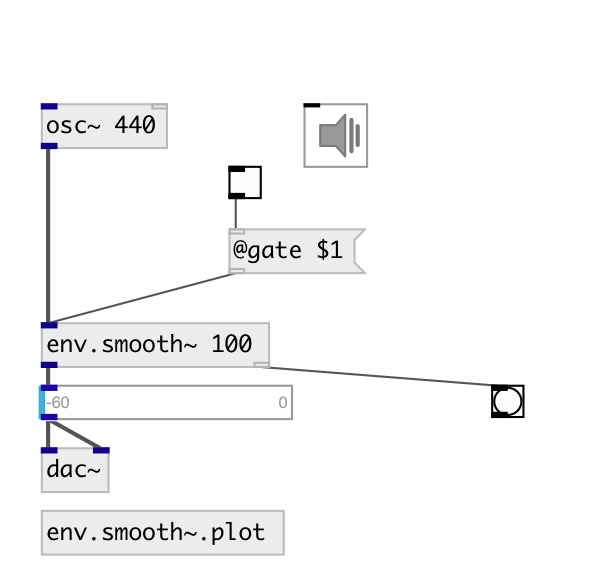 osc~ 440
@gate $1
env.smooth~ 100
-60 0
dac~
env.smooth~.plot